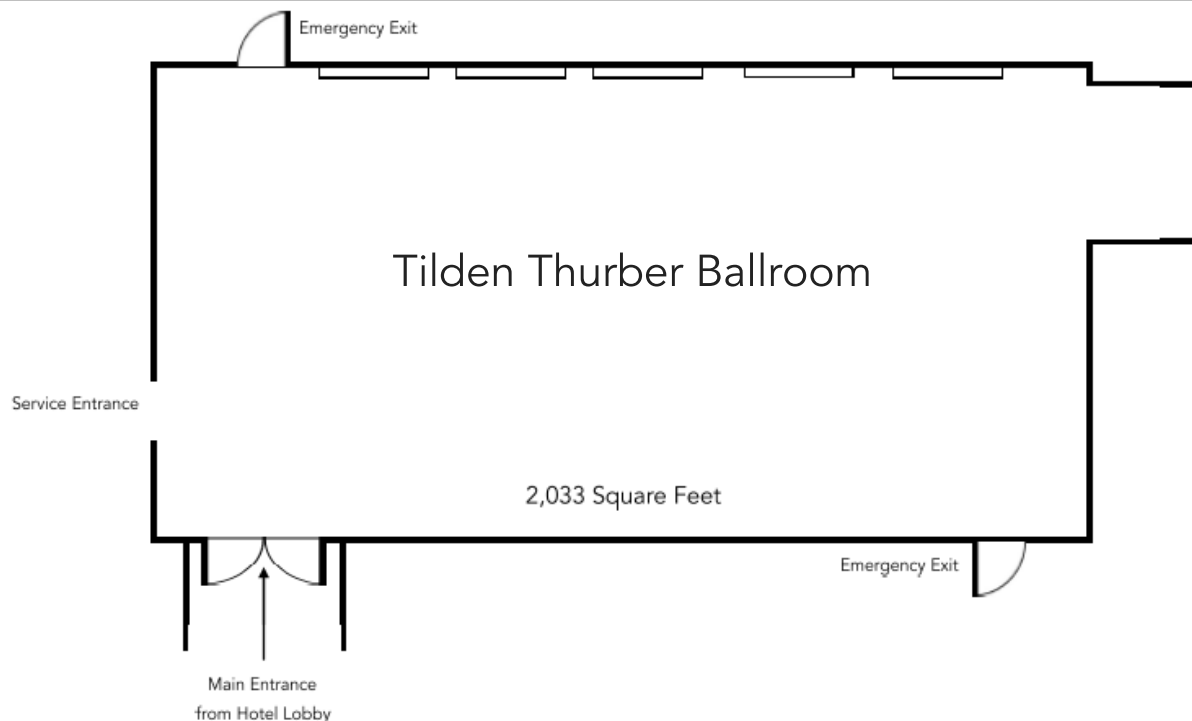 Emergency Exit
Tilden Thurber Ballroom
Service Entrance
2,033 Square Feet
Emergency Exit
Main Entrance
from Hotel Lobby